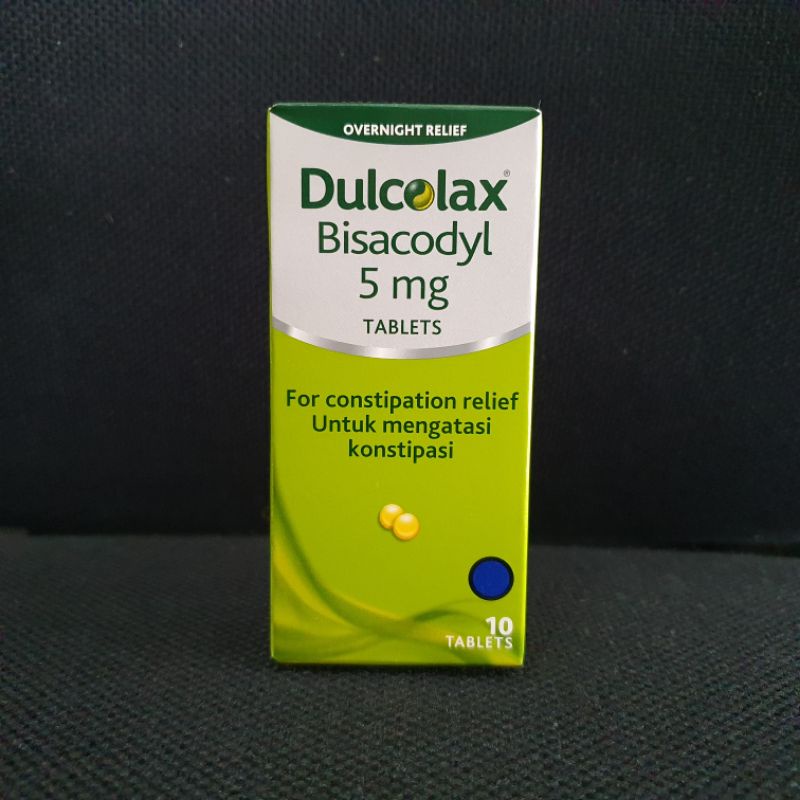 OVERNIGHT RELIEF
Dulcolax®
Bisacodyl
5 mg
TABLETS
For constipation relief
Untuk mengatasi
konstipasi
10
TABLETS